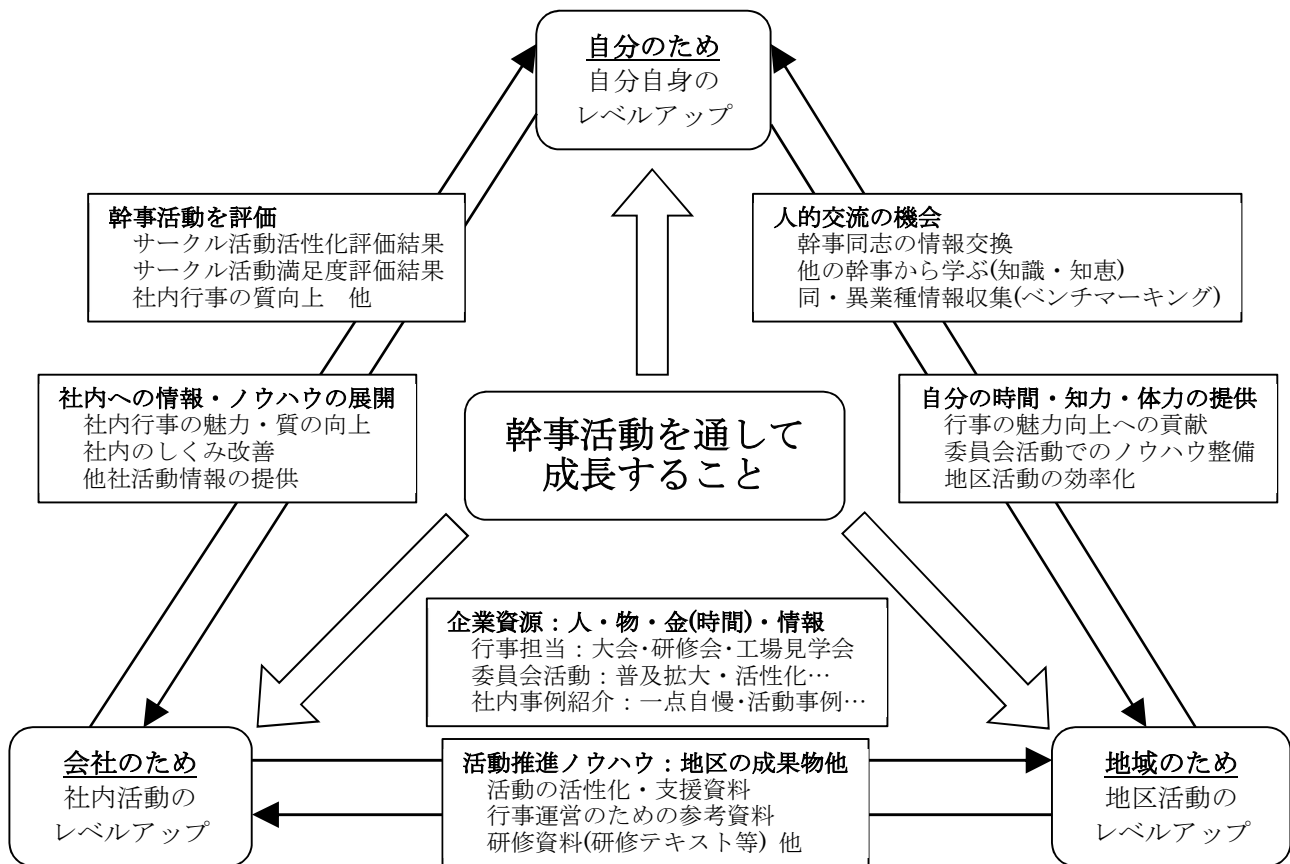 自分のため
自分自身の
レベルアップ
幹事活動を評価
サークル活動活性化評価結果
サークル活動満足度評価結果
社内行事の質向上　他
人的交流の機会
幹事同志の情報交換
他の幹事から学ぶ(知識・知恵)
同・異業種情報収集(ベンチマーキング)
社内への情報・ノウハウの展開
社内行事の魅力・質の向上
社内のしくみ改善
他社活動情報の提供
幹事活動を通して
成長すること
自分の時間・知力・体力の提供
行事の魅力向上への貢献
委員会活動でのノウハウ整備
地区活動の効率化
企業資源：人・物・金(時間)・情報
行事担当：大会･研修会･工場見学会
委員会活動：普及拡大・活性化…
社内事例紹介：一点自慢･活動事例…
会社のため
社内活動の
レベルアップ
活動推進ノウハウ：地区の成果物他
活動の活性化・支援資料
行事運営のための参考資料
研修資料(研修テキスト等) 他
地域のため
地区活動の
レベルアップ